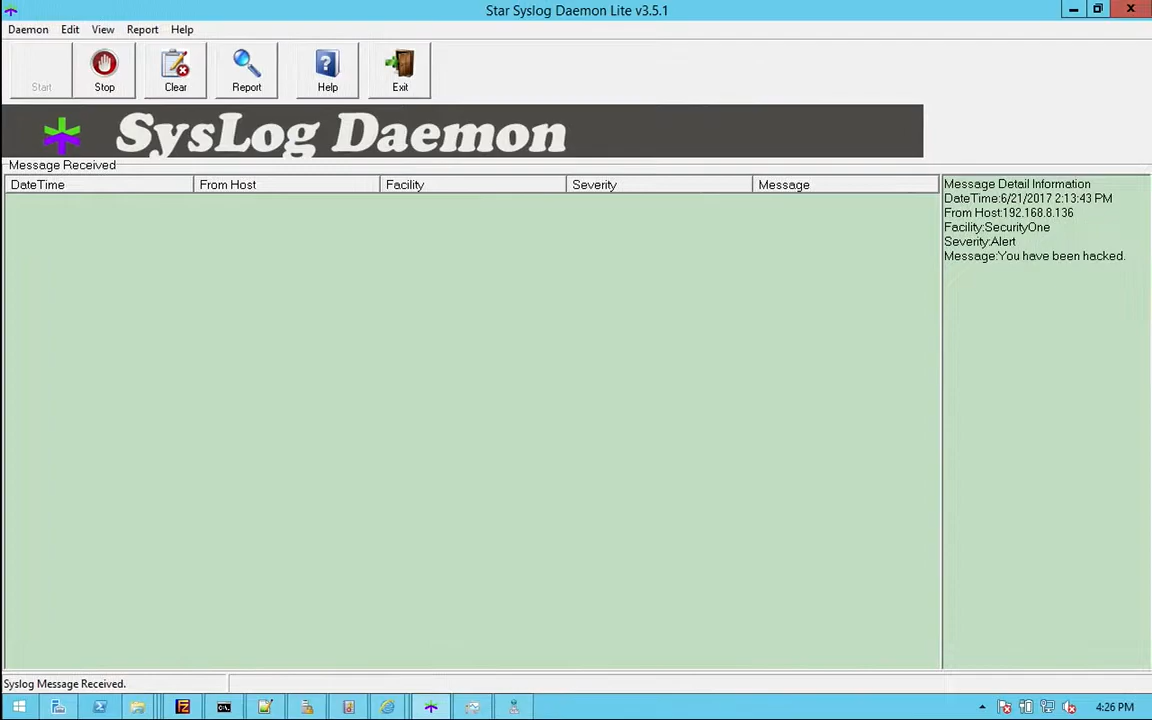 Star Syslog Daemon Lite v3.5.1
Daemon Edit View Report Help
Start Stop Clear Report Help Exit
SysLog Daemon
Message Received
DateTime From Host Facility Severity Message
Message Detail Information
DateTime:6/21/2017 2:13:43 PM
From Host:192.168.8.136
Facility:SecurityOne
Severity:Alert
Message:You have been hacked.
Syslog Message Received.
4:26 PM